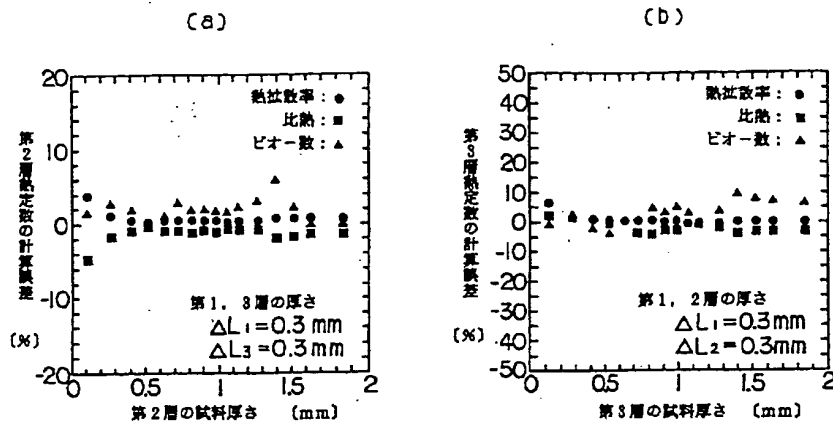 (a)
20
10
0
-10
-20
第2層熱定数の計算誤差
(%)
熱拡散率: ●
比熱: ■
ビオー数: ▲
第1, 3層の厚さ
△L1=0.3mm
△L3=0.3mm
0 0.5 1 1.5 2
第2層の試料厚さ (mm)
(b)
50
40
30
20
10
0
-10
-20
-30
-40
-50
第3層熱定数の計算誤差
(%)
熱拡散率: ●
比熱: ■
ビオー数: ▲
第1, 2層の厚さ
△L1=0.3mm
△L2=0.3mm
0 0.5 1 1.5 2
第3層の試料厚さ (mm)